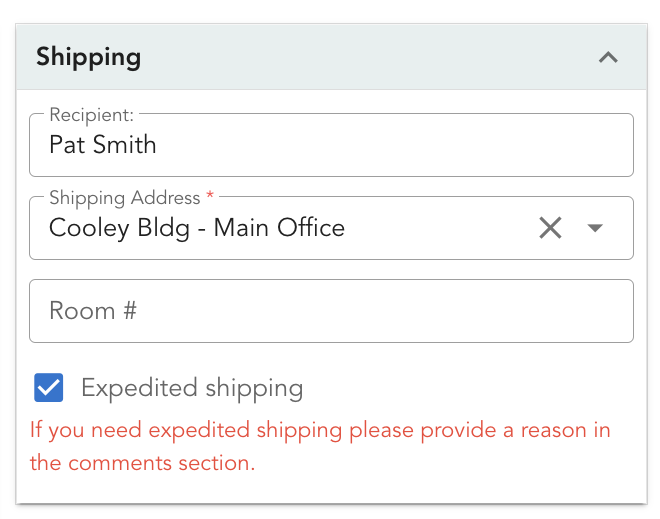 Shipping
Recipient:
Pat Smith
Shipping Address *
Cooley Bldg - Main Office
Room #
Expedited shipping
If you need expedited shipping please provide a reason in
the comments section.